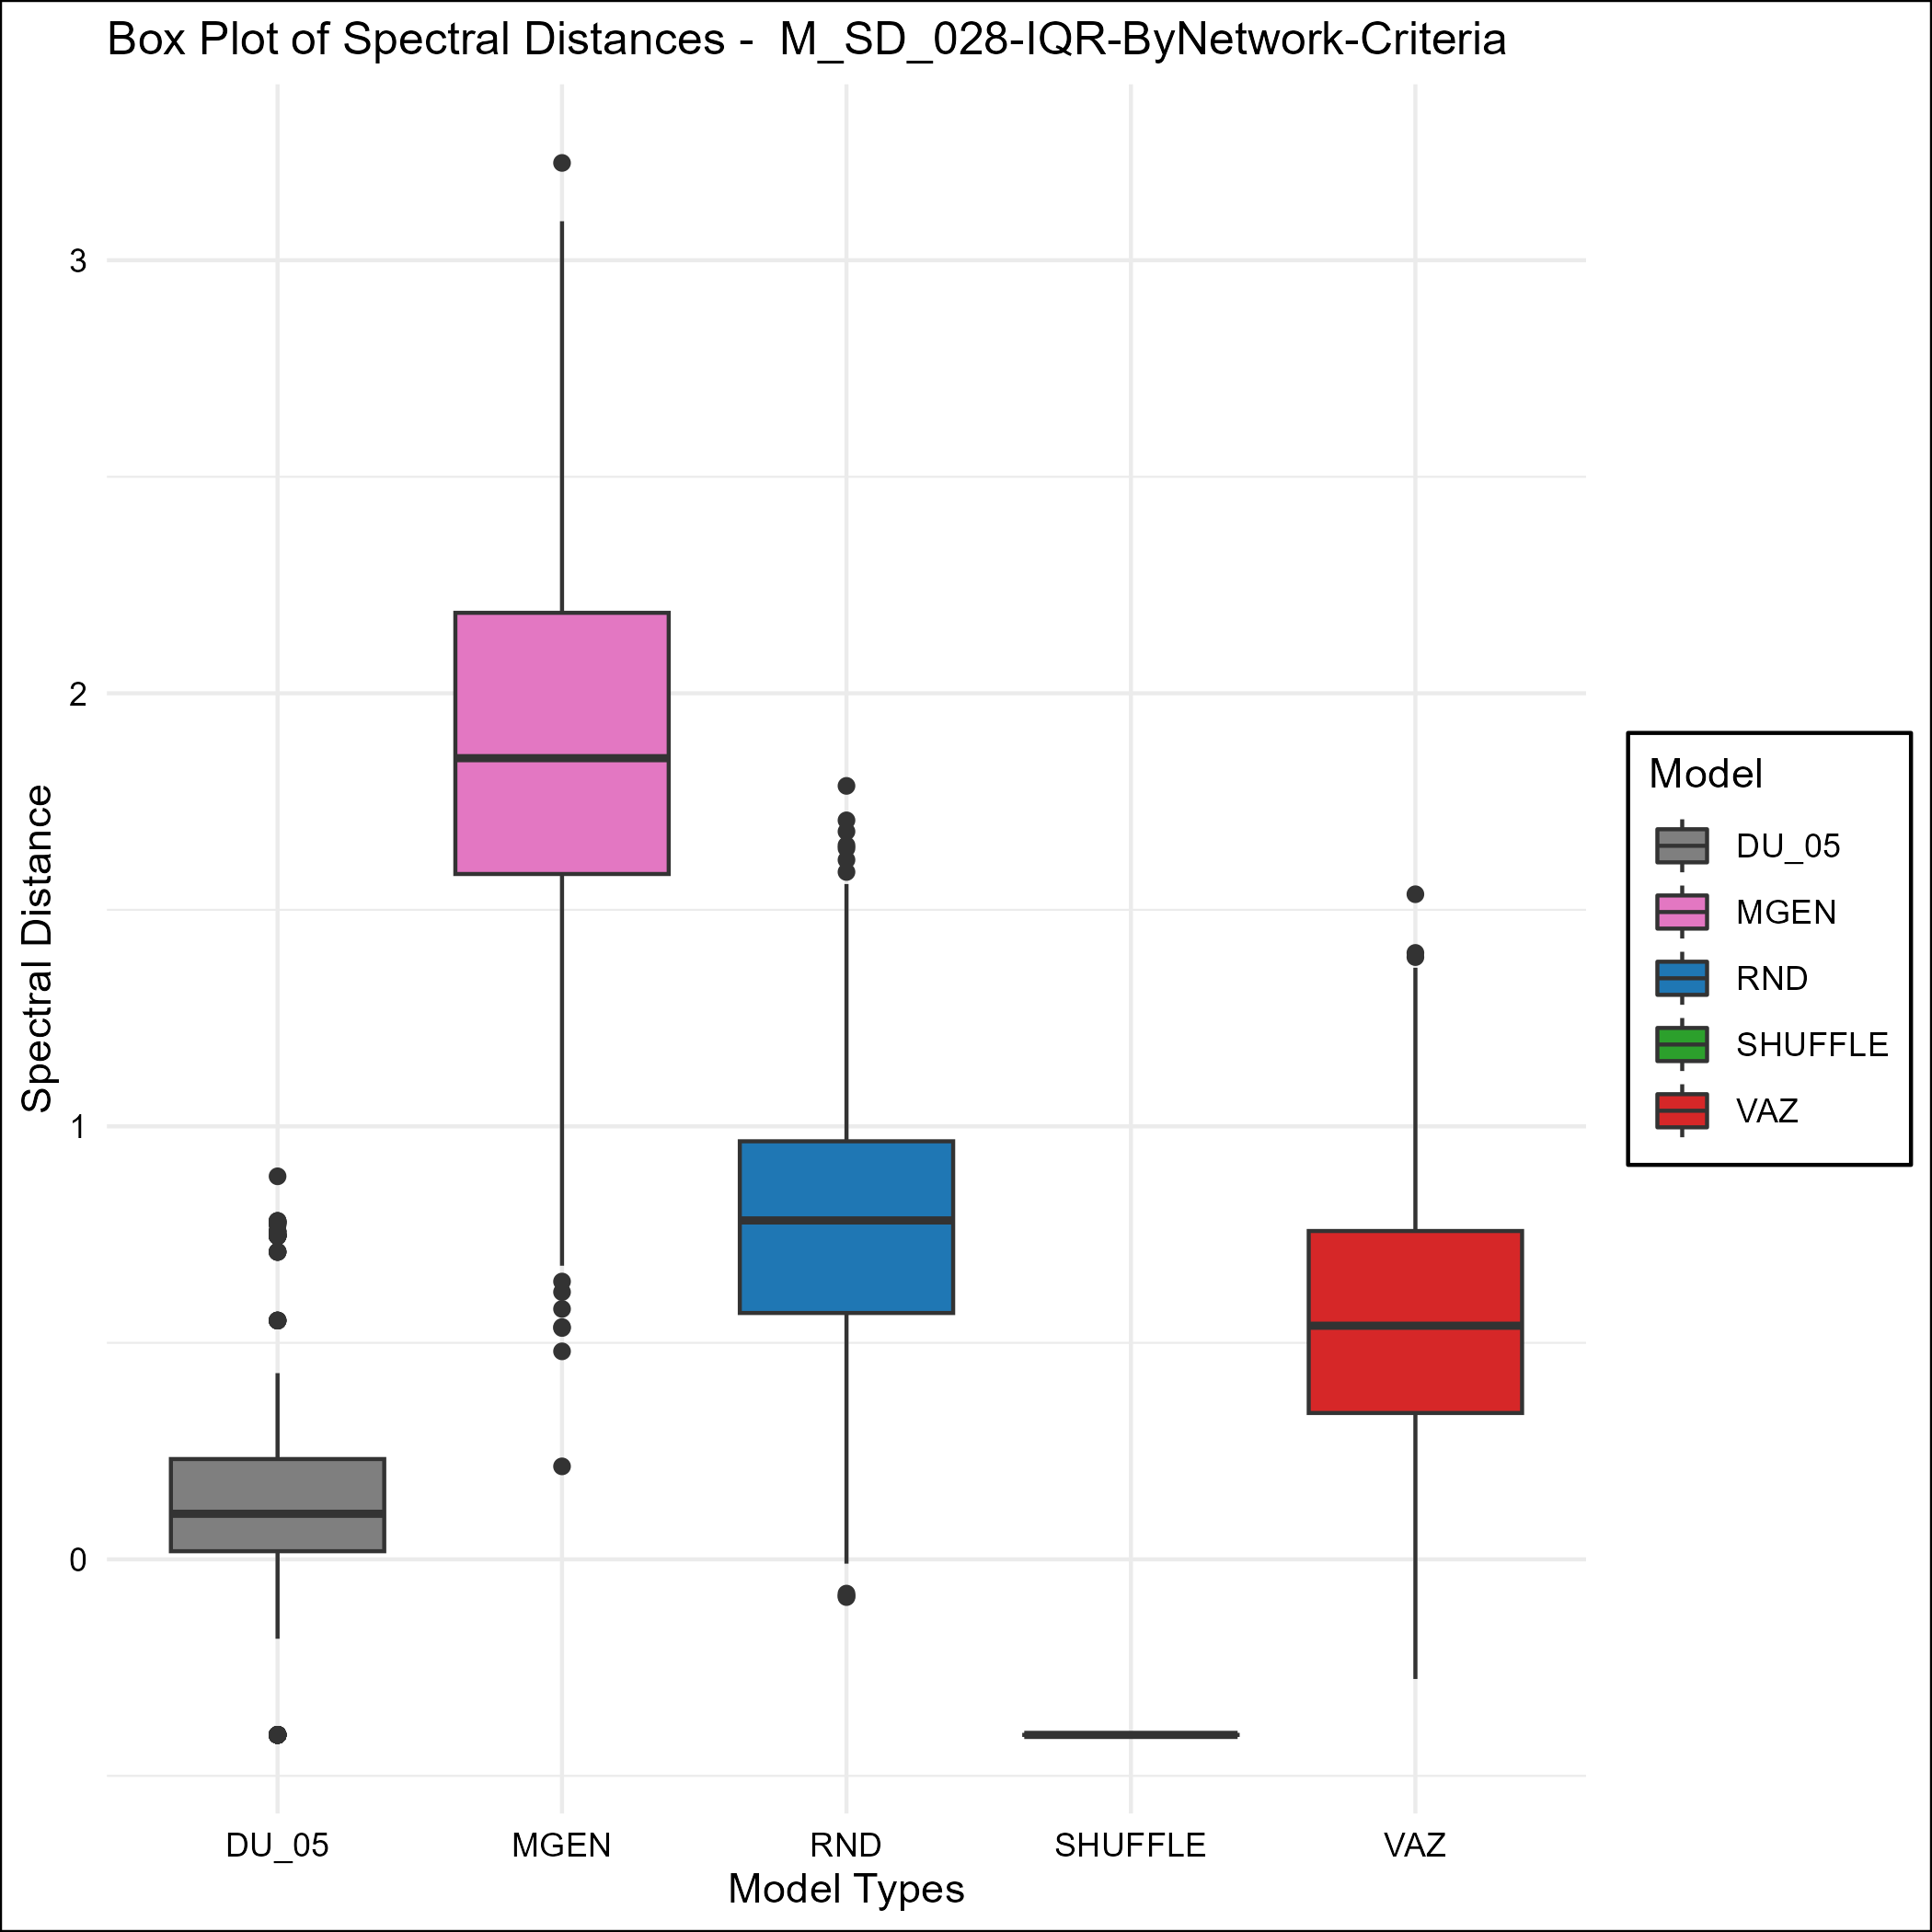 Box Plot of Spectral Distances -  M_SD_028-IQR-ByNetwork-Criteria
Spectral Distance
3
2
1
0
DU_05
MGEN
RND
SHUFFLE
VAZ
Model Types
Model
DU_05
MGEN
RND
SHUFFLE
VAZ